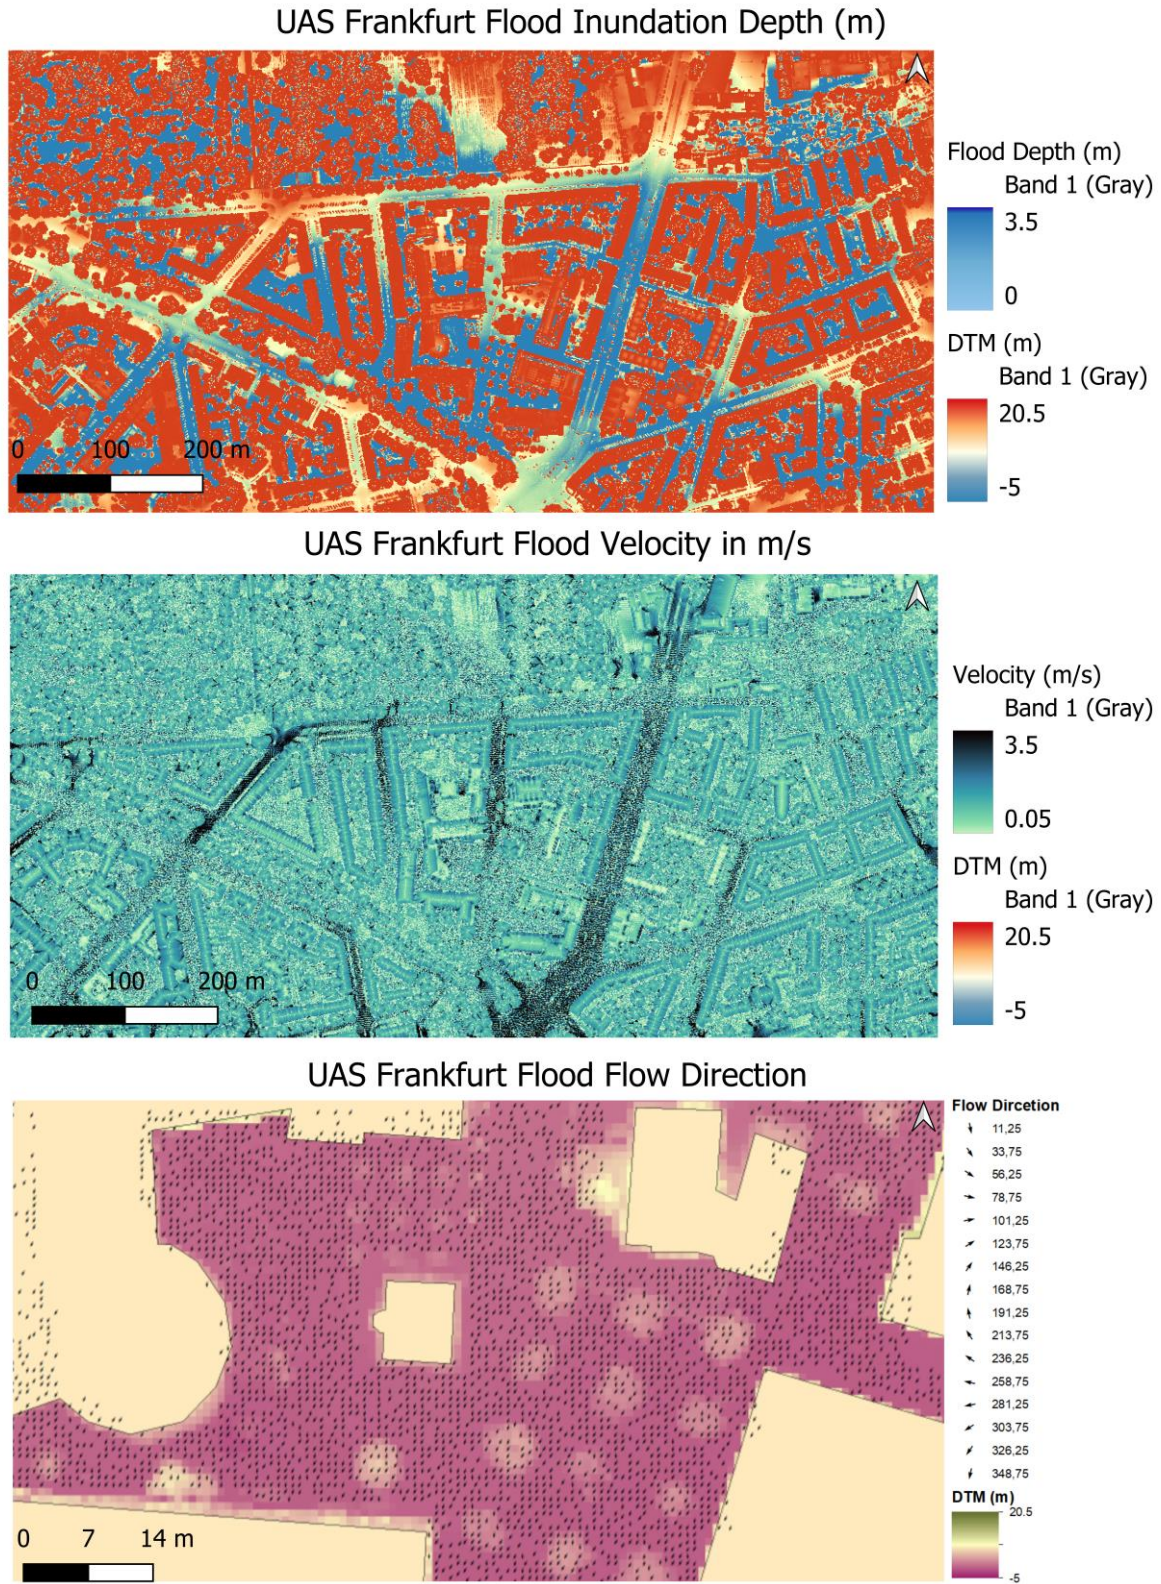 UAS Frankfurt Flood Inundation Depth (m)
Flood Depth (m)
Band 1 (Gray)
3.5
0
DTM (m)
Band 1 (Gray)
20.5
-5
0 100 200 m
UAS Frankfurt Flood Velocity in m/s
Velocity (m/s)
Band 1 (Gray)
3.5
0.05
DTM (m)
Band 1 (Gray)
20.5
-5
0 100 200 m
UAS Frankfurt Flood Flow Direction
Flow Dircetion
11,25
33,75
56,25
78,75
101,25
123,75
146,25
168,75
191,25
213,75
236,25
258,75
281,25
303,75
326,25
348,75
DTM (m)
20.5
-5
0 7 14 m